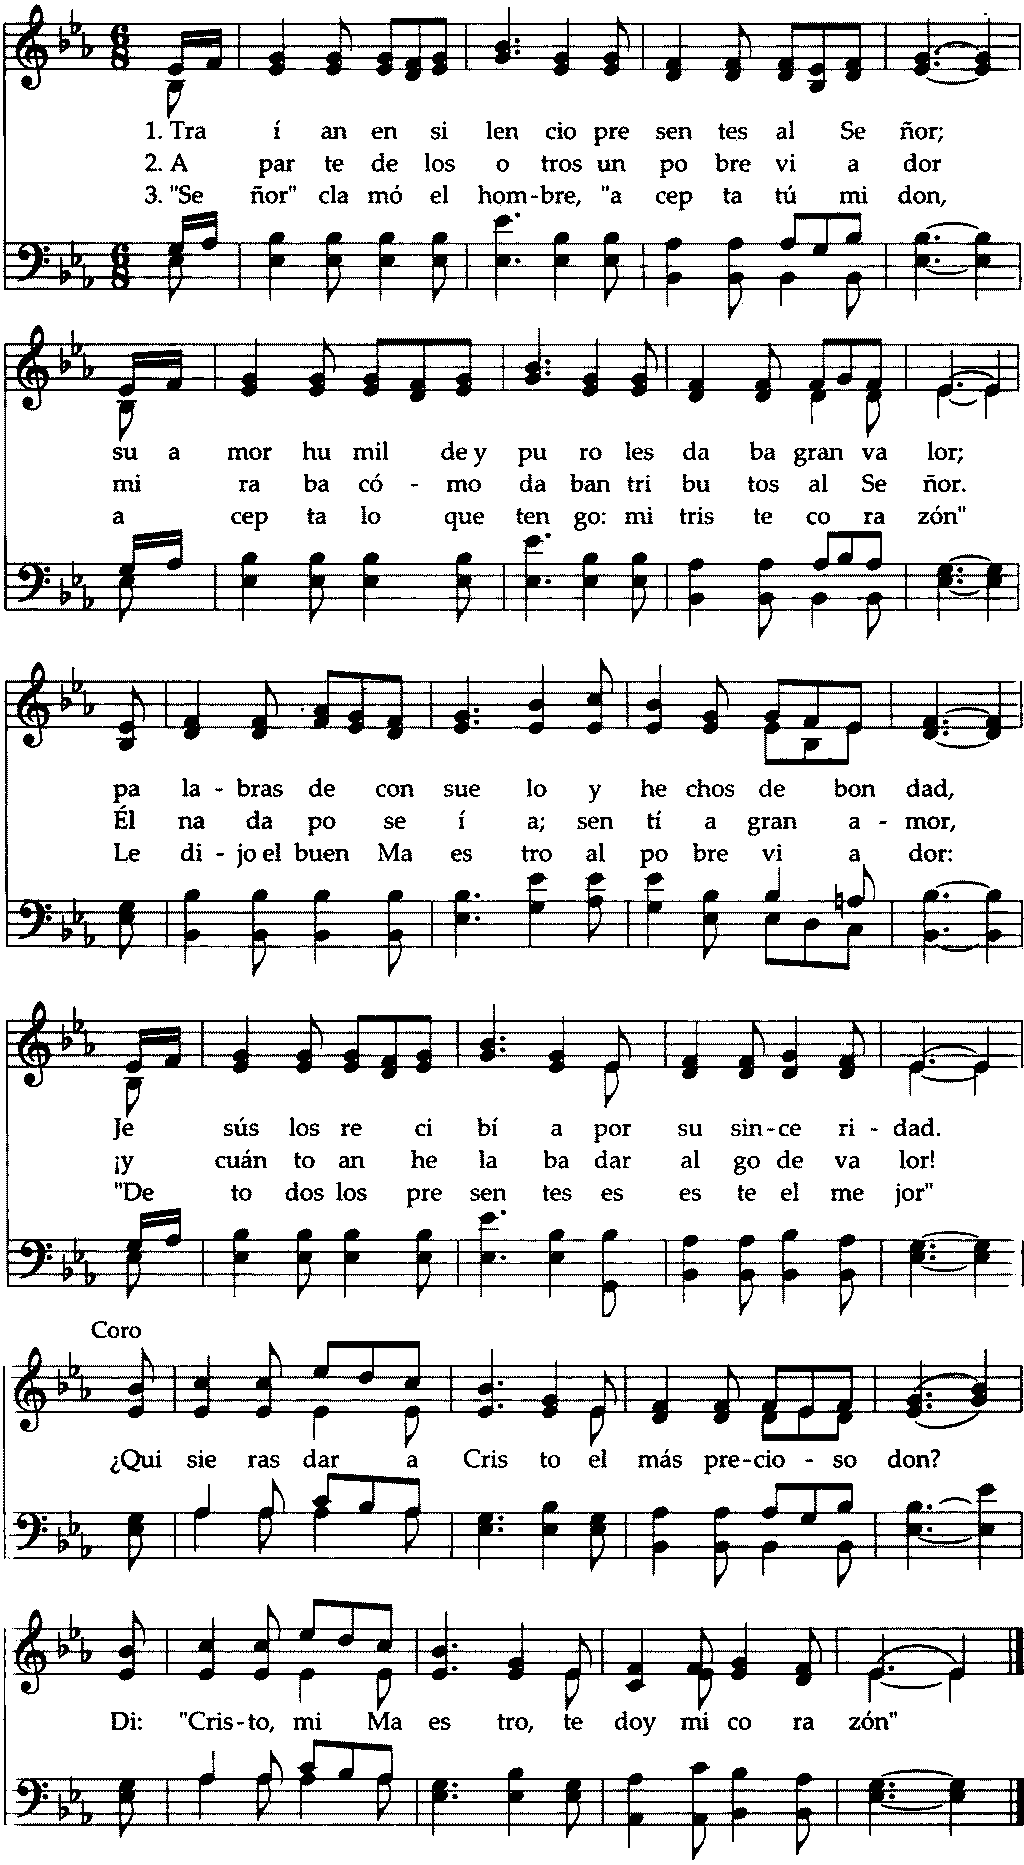 1. Tra í an en si len cio pre sen tes al Se ñor;
2. A par te de los o tros un po bre vi a dor
3. "Se ñor" cla mó el hom-bre, "a cep ta tú mi don,
su a mor hu mil de y pu ro les da ba gran va lor;
mi ra ba có - mo da ban tri bu tos al Se ñor.
a cep ta lo que ten go: mi tris te co ra zón"
pa la - bras de con sue lo y he chos de bon dad,
Él na da po se í a; sen tí a gran a - mor,
Le di - jo el buen Ma es tro al po bre vi a dor:
Je sús los re ci bí a por su sin-ce ri - dad.
¡y cuán to an he la ba dar al go de va lor!
"De to dos los pre sen tes es es te el me jor"
Coro
¿Qui sie ras dar a Cris to el más pre-cio - so don?
Di: "Cris-to, mi Ma es tro, te doy mi co ra zón"